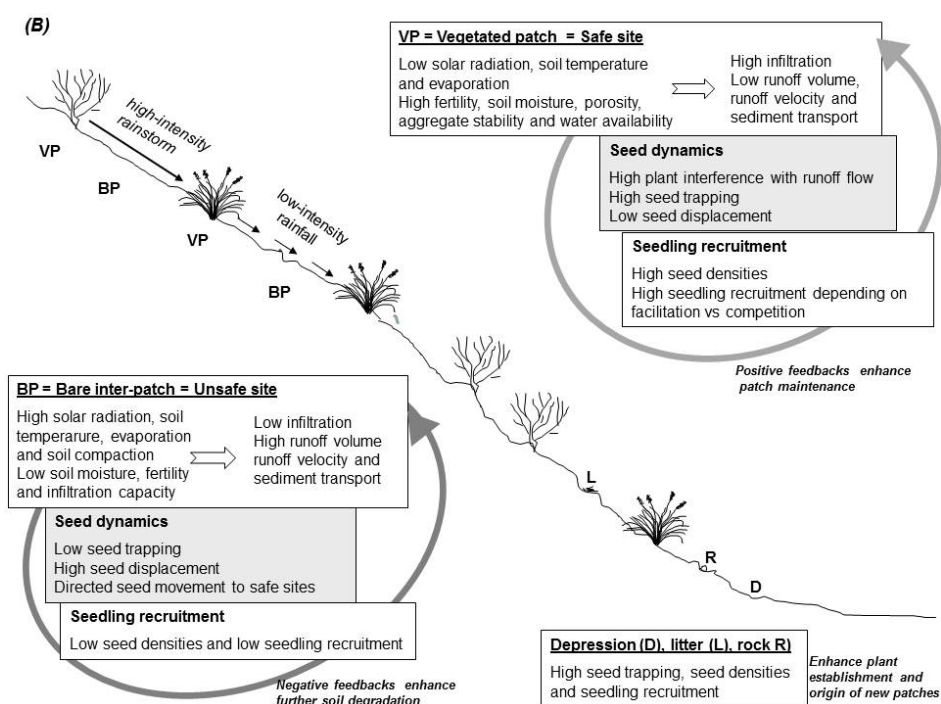 (B)
VP = Vegetated patch = Safe site
Low solar radiation, soil temperature
and evaporation
High fertility, soil moisture, porosity,
aggregate stability and water availability
High infiltration
Low runoff volume,
runoff velocity and
sediment transport
Seed dynamics
High plant interference with runoff flow
High seed trapping
Low seed displacement
Seedling recruitment
High seed densities
High seedling recruitment depending on
facilitation vs competition
Positive feedbacks enhance
patch maintenance
high-intensity
rainstorm
VP
BP
VP
low-intensity
rainfall
BP
BP = Bare inter-patch = Unsafe site
High solar radiation, soil
temperarure, evaporation
and soil compaction
Low soil moisture, fertility
and infiltration capacity
Low infiltration
High runoff volume
runoff velocity and
sediment transport
Seed dynamics
Low seed trapping
High seed displacement
Directed seed movement to safe sites
Seedling recruitment
Low seed densities and low seedling recruitment
Negative feedbacks enhance
further soil degradation
L
R
D
Depression (D), litter (L), rock R)
High seed trapping, seed densities
and seedling recruitment
Enhance plant
establishment and
origin of new patches